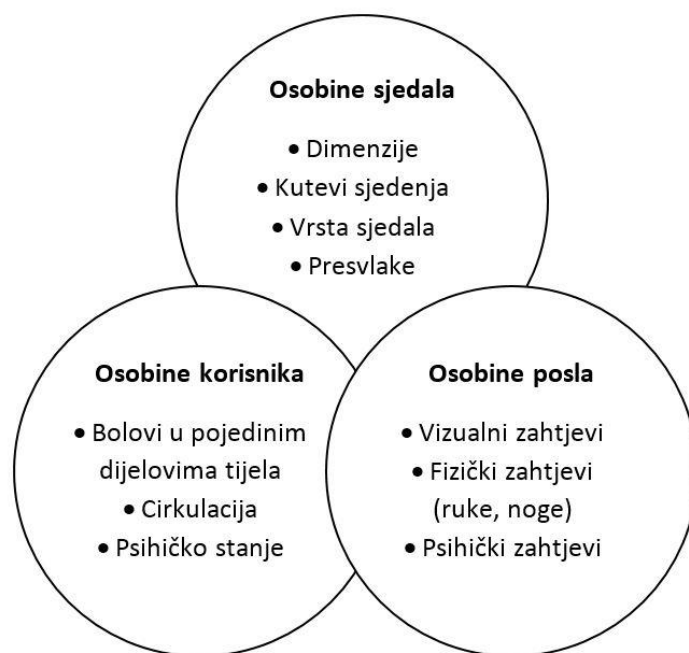 Osobine sjedala
• Dimenzije
• Kutevi sjedenja
• Vrsta sjedala
• Presvlake
Osobine korisnika
• Bolovi u pojedinim
dijelovima tijela
• Cirkulacija
• Psihičko stanje
Osobine posla
• Vizualni zahtjevi
• Fizički zahtjevi
(ruke, noge)
• Psihički zahtjevi